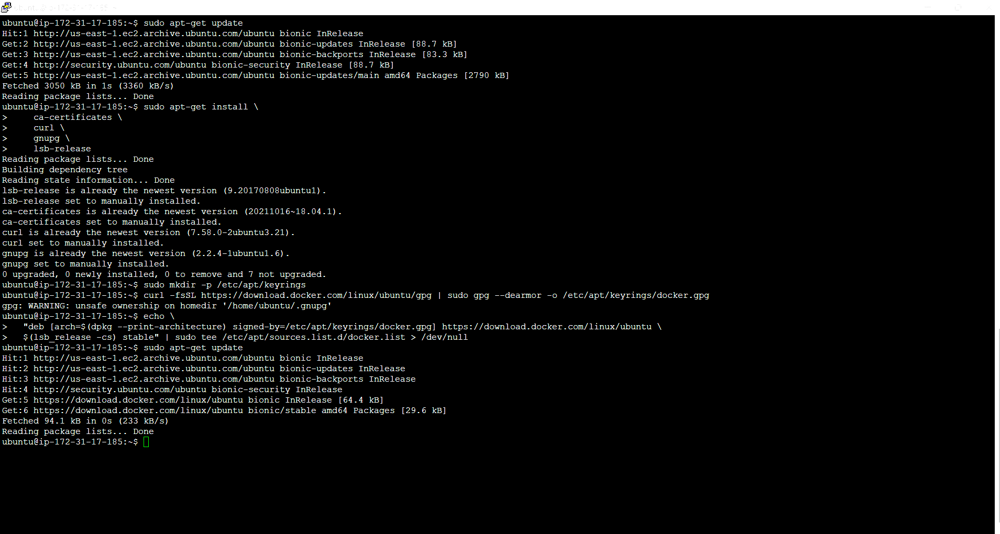 ubuntu@ip-172-31-17-185: ~
ubuntu@ip-172-31-17-185:~$ sudo apt-get update
Hit:1 http://us-east-1.ec2.archive.ubuntu.com/ubuntu bionic InRelease
Get:2 http://us-east-1.ec2.archive.ubuntu.com/ubuntu bionic-updates InRelease [88.7 kB]
Get:3 http://us-east-1.ec2.archive.ubuntu.com/ubuntu bionic-backports InRelease [83.3 kB]
Get:4 http://security.ubuntu.com/ubuntu bionic-security InRelease [88.7 kB]
Get:5 http://us-east-1.ec2.archive.ubuntu.com/ubuntu bionic-updates/main amd64 Packages [2790 kB]
Fetched 3050 kB in 1s (3360 kB/s)
Reading package lists... Done
ubuntu@ip-172-31-17-185:~$ sudo apt-get install \
>     ca-certificates \
>     curl \
>     gnupg \
>     lsb-release
Reading package lists... Done
Building dependency tree
Reading state information... Done
lsb-release is already the newest version (9.20170808ubuntu1).
lsb-release set to manually installed.
ca-certificates is already the newest version (20211016~18.04.1).
ca-certificates set to manually installed.
curl is already the newest version (7.58.0-2ubuntu3.21).
curl set to manually installed.
gnupg is already the newest version (2.2.4-1ubuntu1.6).
gnupg set to manually installed.
0 upgraded, 0 newly installed, 0 to remove and 7 not upgraded.
ubuntu@ip-172-31-17-185:~$ sudo mkdir -p /etc/apt/keyrings
ubuntu@ip-172-31-17-185:~$ curl -fsSL https://download.docker.com/linux/ubuntu/gpg | sudo gpg --dearmor -o /etc/apt/keyrings/docker.gpg
gpg: WARNING: unsafe ownership on homedir '/home/ubuntu/.gnupg'
ubuntu@ip-172-31-17-185:~$ echo \
>   "deb [arch=$(dpkg --print-architecture) signed-by=/etc/apt/keyrings/docker.gpg] https://download.docker.com/linux/ubuntu \
>   $(lsb_release -cs) stable" | sudo tee /etc/apt/sources.list.d/docker.list > /dev/null
ubuntu@ip-172-31-17-185:~$ sudo apt-get update
Hit:1 http://us-east-1.ec2.archive.ubuntu.com/ubuntu bionic InRelease
Hit:2 http://us-east-1.ec2.archive.ubuntu.com/ubuntu bionic-updates InRelease
Hit:3 http://us-east-1.ec2.archive.ubuntu.com/ubuntu bionic-backports InRelease
Hit:4 http://security.ubuntu.com/ubuntu bionic-security InRelease
Get:5 https://download.docker.com/linux/ubuntu bionic InRelease [64.4 kB]
Get:6 https://download.docker.com/linux/ubuntu bionic/stable amd64 Packages [29.6 kB]
Fetched 94.1 kB in 0s (233 kB/s)
Reading package lists... Done
ubuntu@ip-172-31-17-185:~$